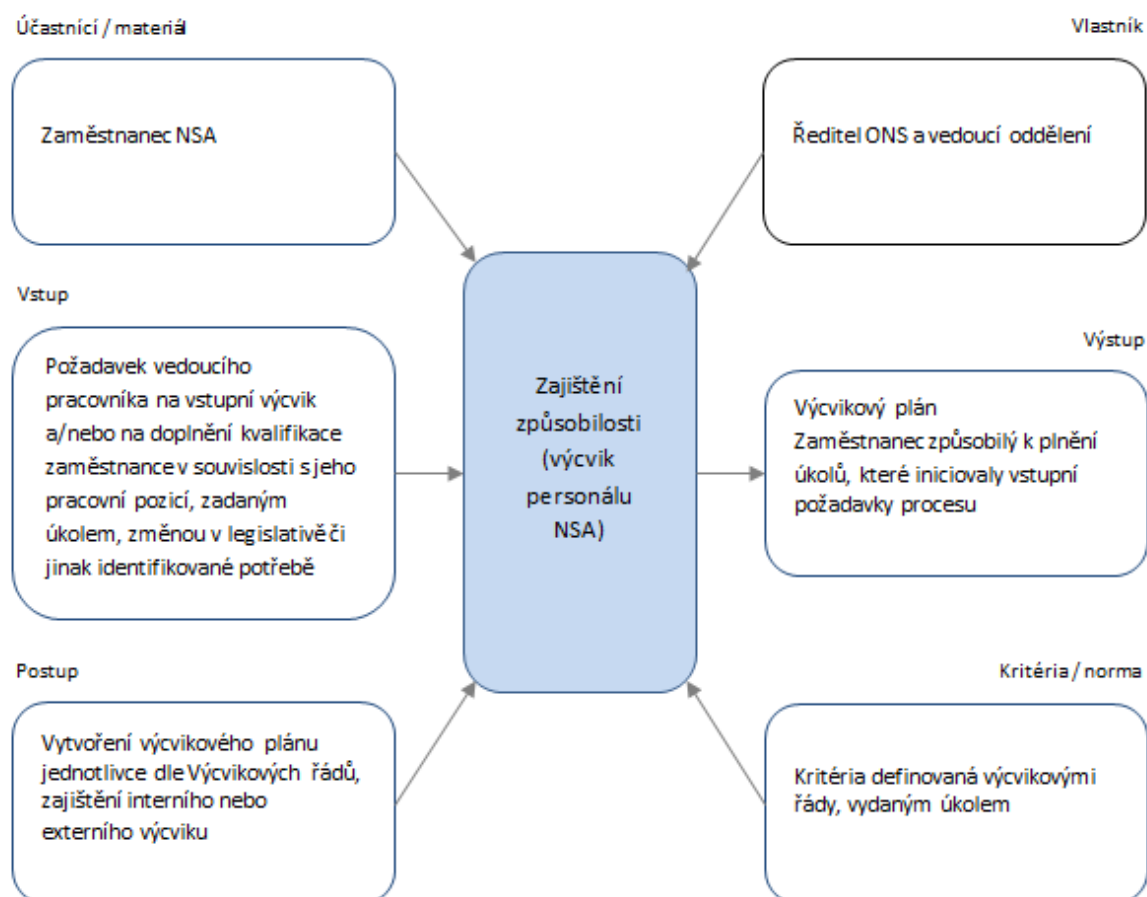 Účastníci / materiál
Zaměstnanec NSA
Vlastník
Ředitel ONS a vedoucí oddělení
Vstup
Požadavek vedoucího
pracovníka na vstupní výcvik
a/nebo na doplnění kvalifikace
zaměstnance v souvislosti s jeho
pracovní pozicí, zadaným
úkolem, změnou v legislativě či
jinak identifikované potřebě
Zajištění
způsobilosti
(výcvik
personálu
NSA)
Výstup
Výcvikový plán
Zaměstnanec způsobilý k plnění
úkolů, které iniciovaly vstupní
požadavky procesu
Postup
Vytvoření výcvikového plánu
jednotlivce dle Výcvikových řádů,
zajištění interního nebo
externího výcviku
Kritéria / norma
Kritéria definovaná výcvikovými
řády, vydaným úkolem